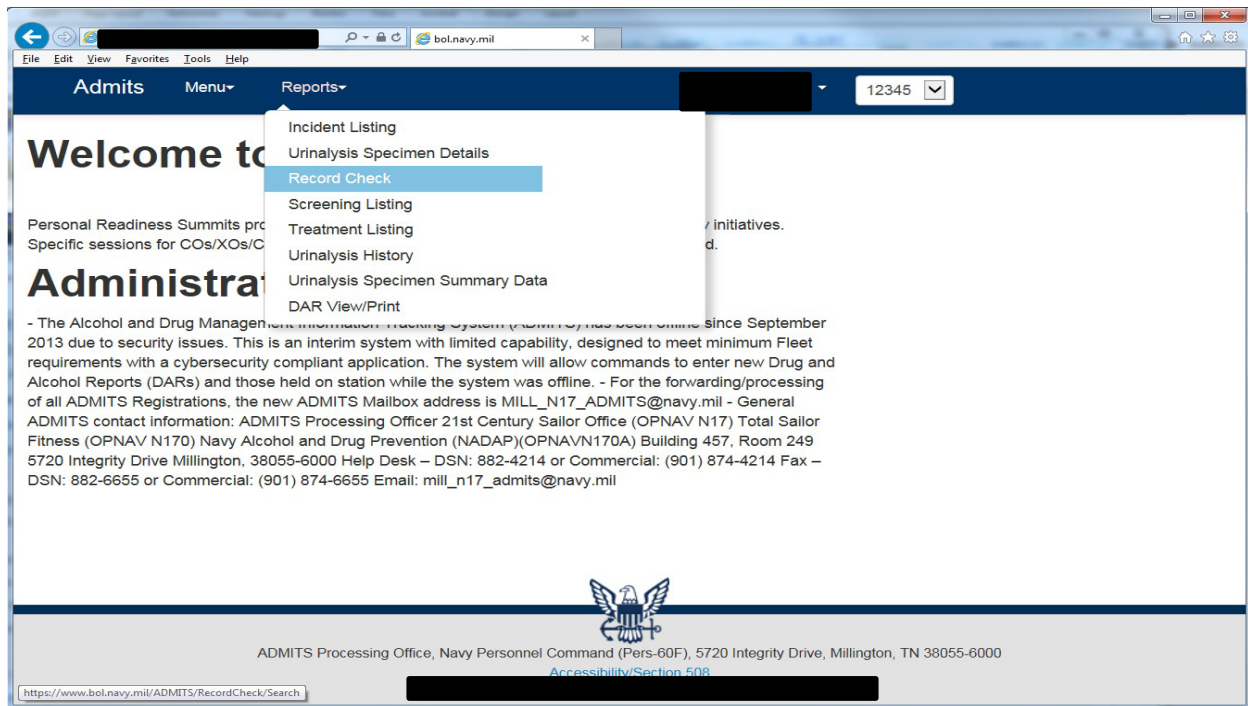 bol.navy.mil
File Edit View Favorites Tools Help
Admits Menu Reports 12345
Incident Listing
Urinalysis Specimen Details
Record Check
Screening Listing
Treatment Listing
Urinalysis History
Urinalysis Specimen Summary Data
DAR View/Print
Welcome to
Personal Readiness Summits initiatives.
Specific sessions for COs/XOs/C d.
Administrat
- The Alcohol and Drug Management Information Tracking System (ADMITS) has been offline since September
2013 due to security issues. This is an interim system with limited capability, designed to meet minimum Fleet
requirements with a cybersecurity compliant application. The system will allow commands to enter new Drug and
Alcohol Reports (DARs) and those held on station while the system was offline. - For the forwarding/processing
of all ADMITS Registrations, the new ADMITS Mailbox address is MILL_N17_ADMITS@navy.mil - General
ADMITS contact information: ADMITS Processing Officer 21st Century Sailor Office (OPNAV N17) Total Sailor
Fitness (OPNAV N170) Navy Alcohol and Drug Prevention (NADAP)(OPNAVN170A) Building 457, Room 249
5720 Integrity Drive Millington, 38055-6000 Help Desk – DSN: 882-4214 or Commercial: (901) 874-4214 Fax –
DSN: 882-6655 or Commercial: (901) 874-6655 Email: mill_n17_admits@navy.mil
ADMITS Processing Office, Navy Personnel Command (Pers-60F), 5720 Integrity Drive, Millington, TN 38055-6000
Accessibility/Section 508
https://www.bol.navy.mil/ADMITS/RecordCheck/Search